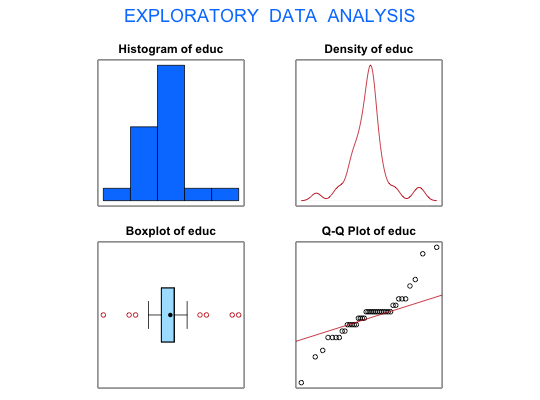 EXPLORATORY DATA ANALYSIS
Histogram of educ
Density of educ
Boxplot of educ
Q-Q Plot of educ